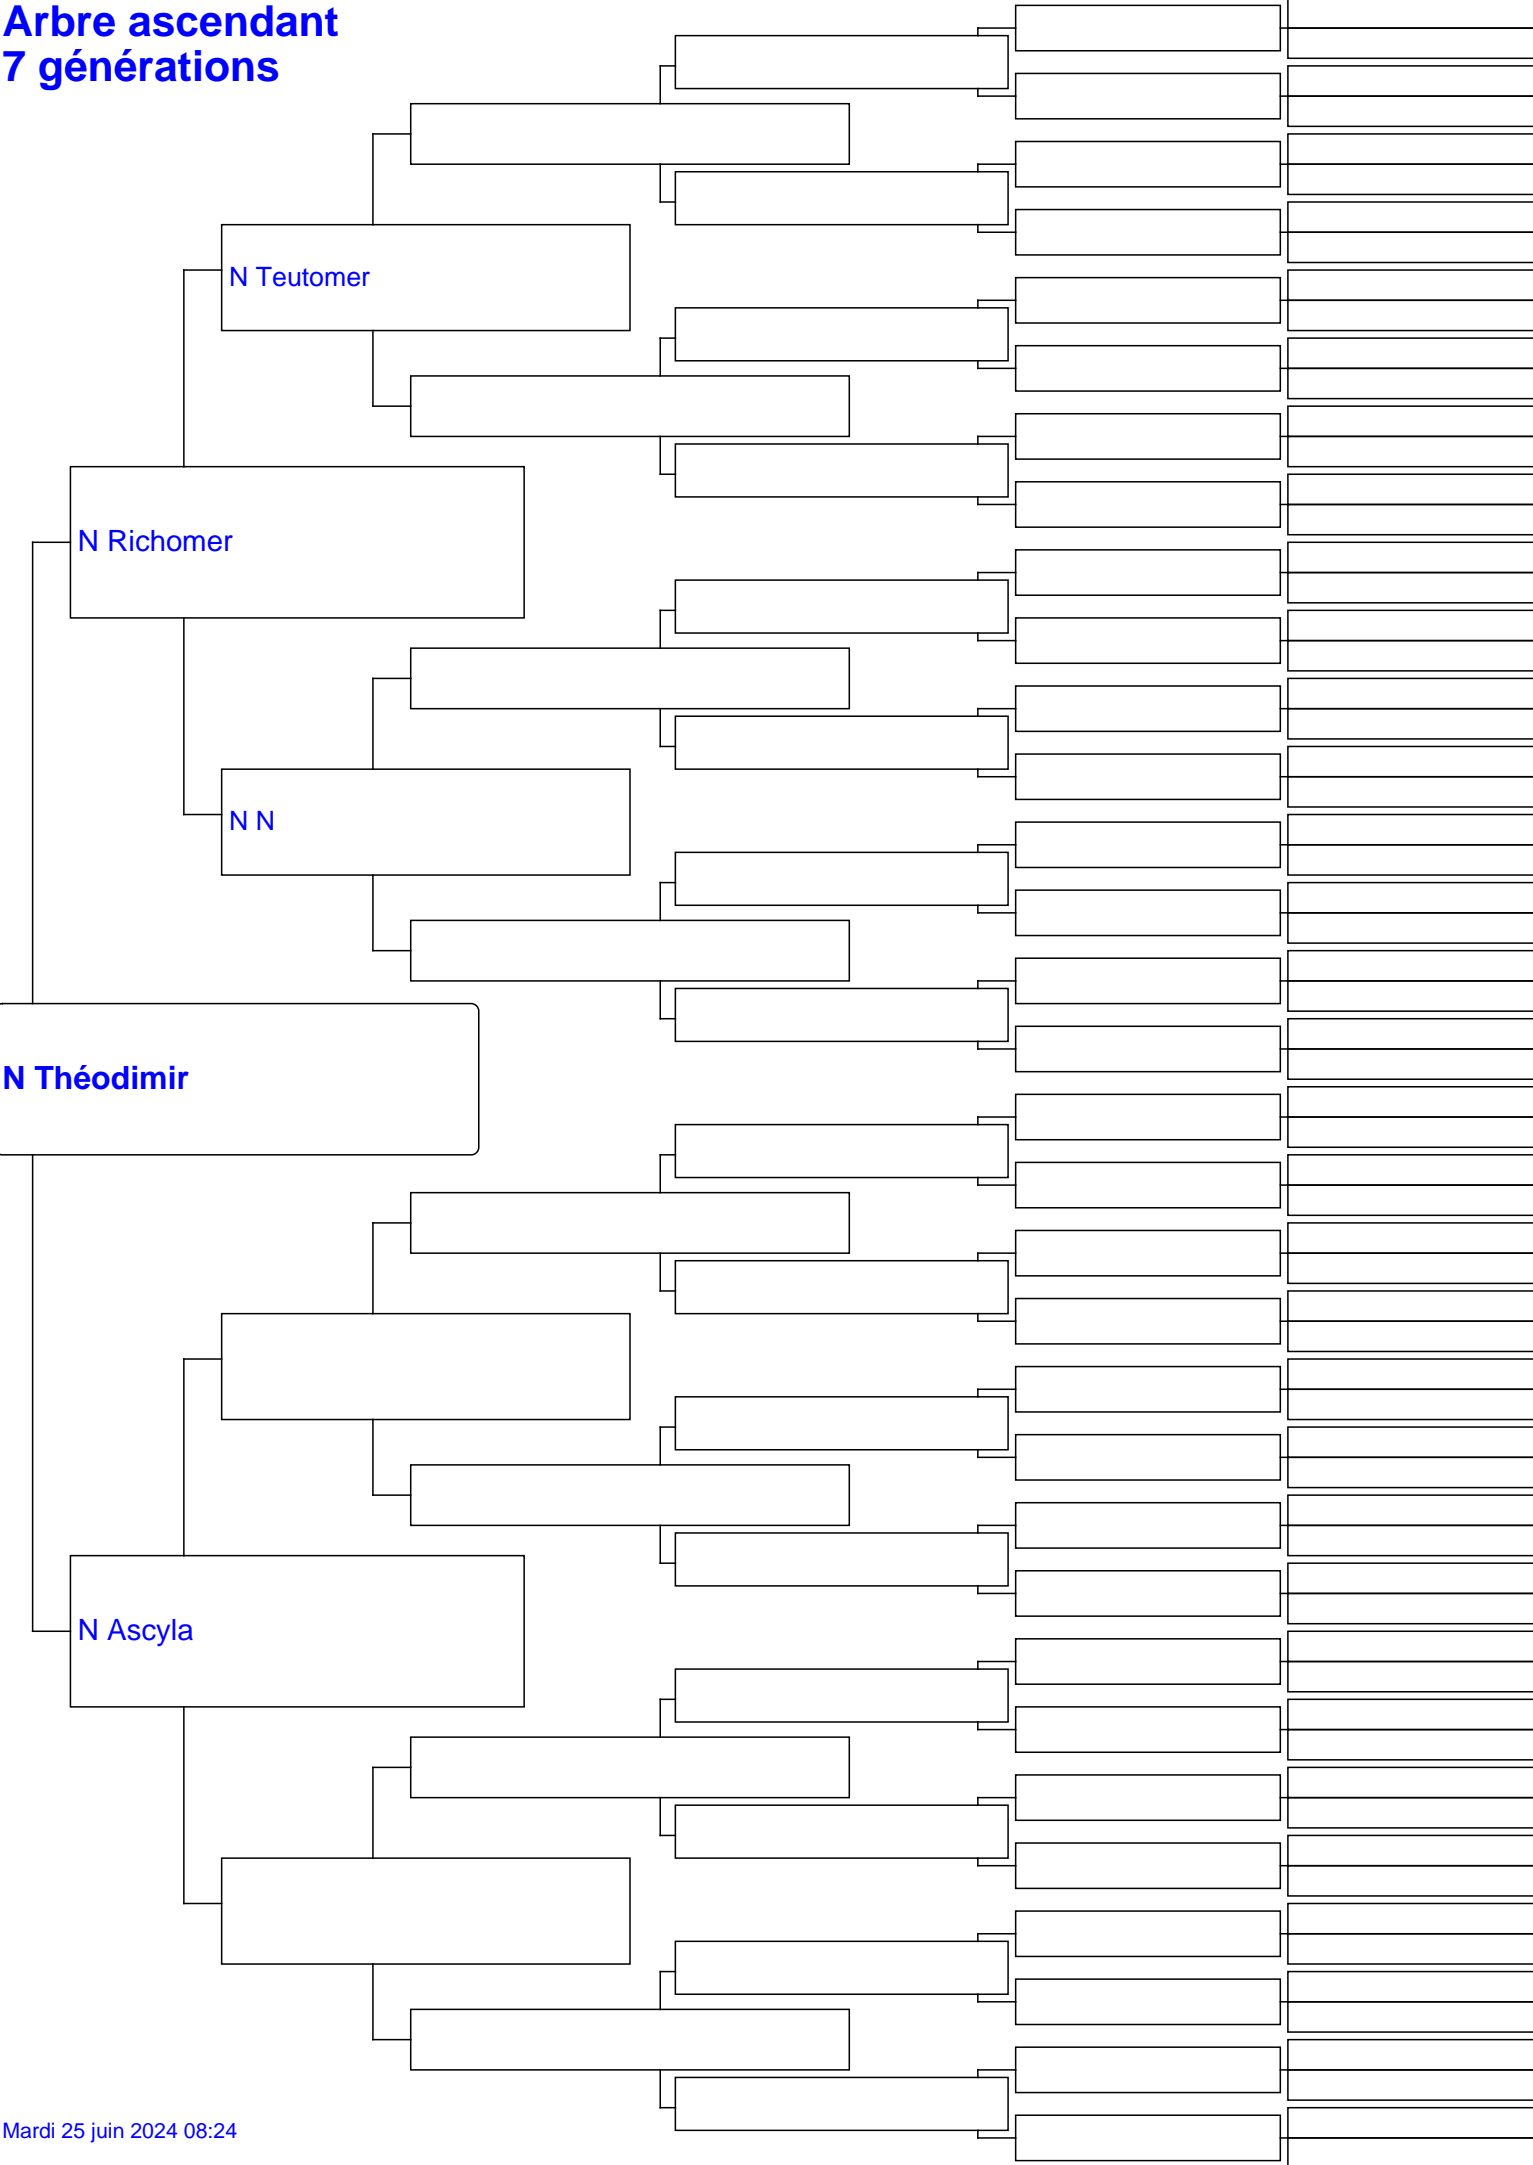 Arbre ascendant
7 générations
N Teutomer
N Richomer
N N
N Théodimir
N Ascyla
Mardi 25 juin 2024 08:24